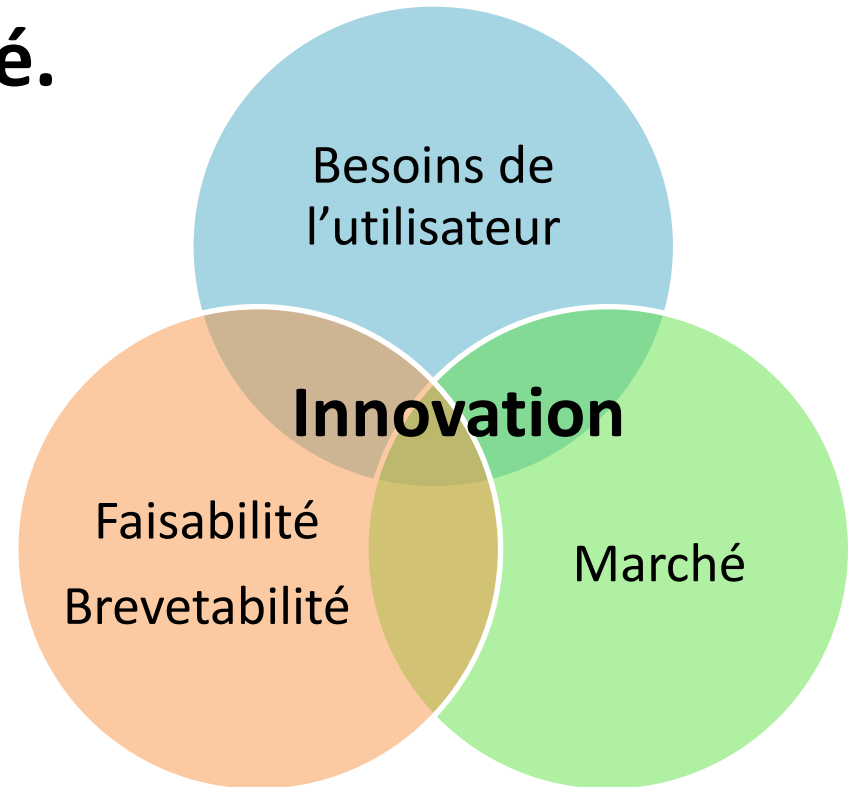 é.
Besoins de
l’utilisateur
Innovation
Faisabilité
Marché
Brevetabilité